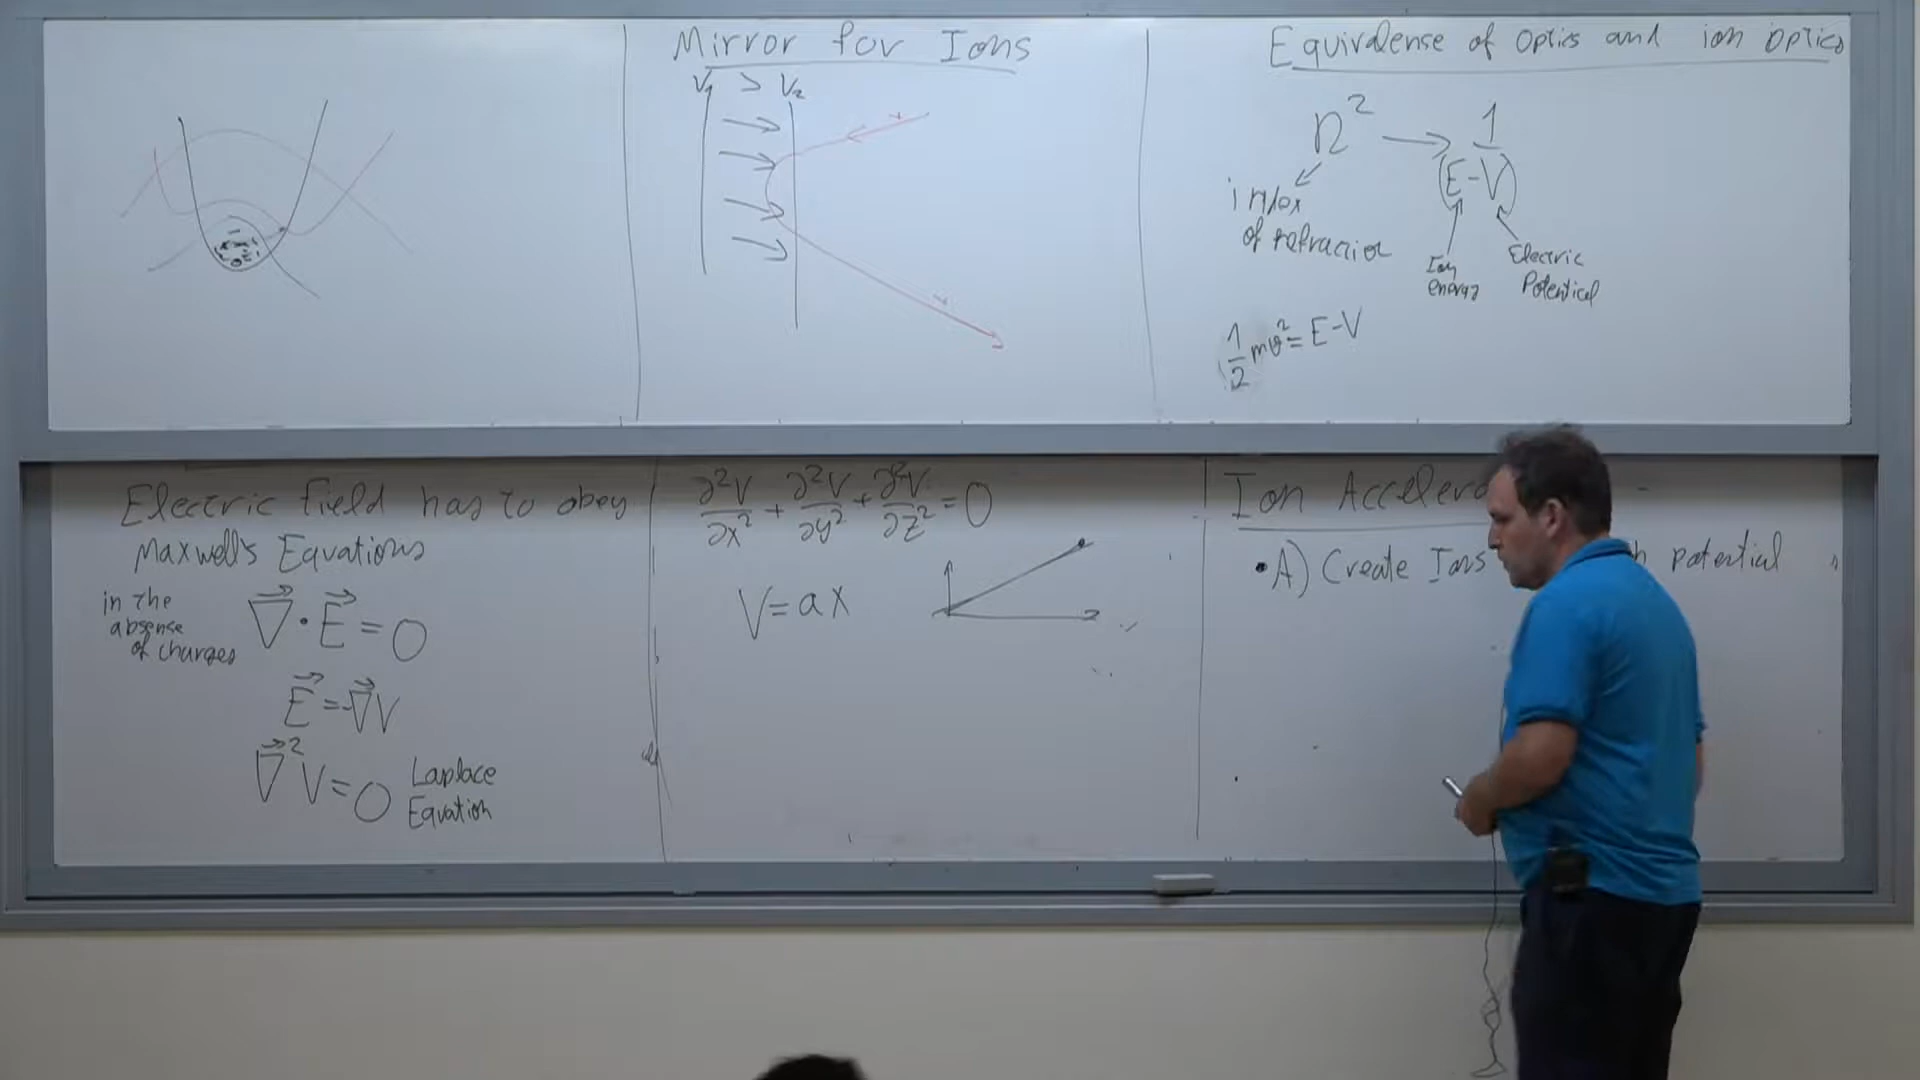 Mirror for Ions
V₁ > V₂
Equivalense of optics and ion optics
n² → 1/(E-V)
index
of refraction
Ion
energy
Electric
Potential
1/2 mv² = E-V
Electric field has to obey
Maxwell's Equations
in the
absense
of charges
∇⃗ · E⃗ = 0
E⃗ = -∇⃗V
∇⃗²V = 0
Laplace
Equation
∂²V/∂x² + ∂²V/∂y² + ∂²V/∂z² = 0
V = ax
Ion Accelera
• A) Create Ions
h potential